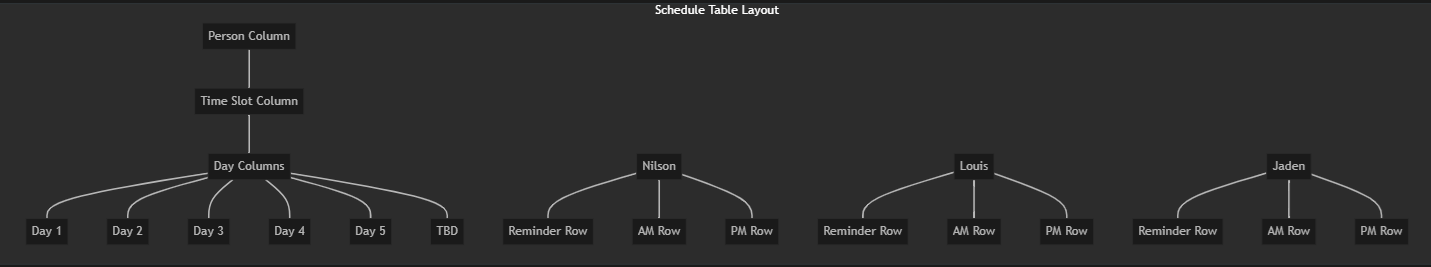 Schedule Table Layout
Person Column
Time Slot Column
Day Columns
Nilson
Louis
Jaden
Day 1
Day 2
Day 3
Day 4
Day 5
TBD
Reminder Row
AM Row
PM Row
Reminder Row
AM Row
PM Row
Reminder Row
AM Row
PM Row